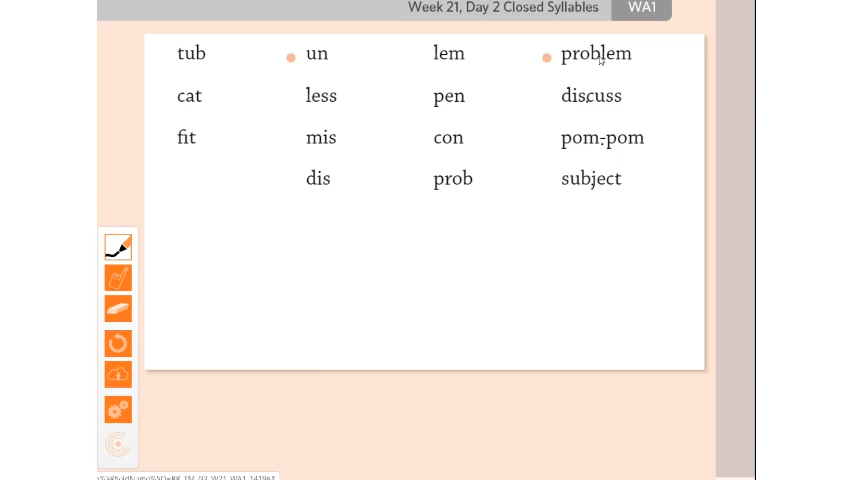 Week 21, Day 2 Closed Syllables WA1
tub un lem problem
cat less pen discuss
fit mis con pom-pom
dis prob subject